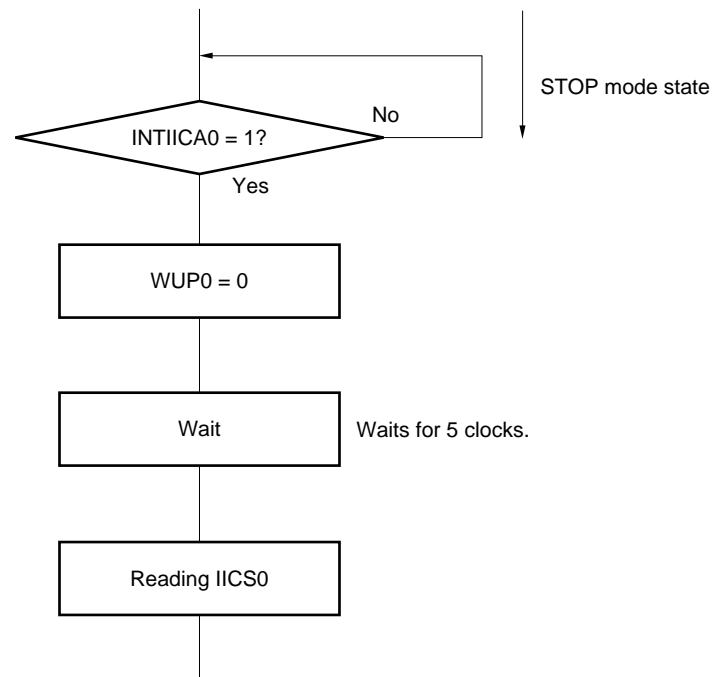 STOP mode state
No
INTIICA0 = 1?
Yes
WUP0 = 0
Wait
Waits for 5 clocks.
Reading IICS0